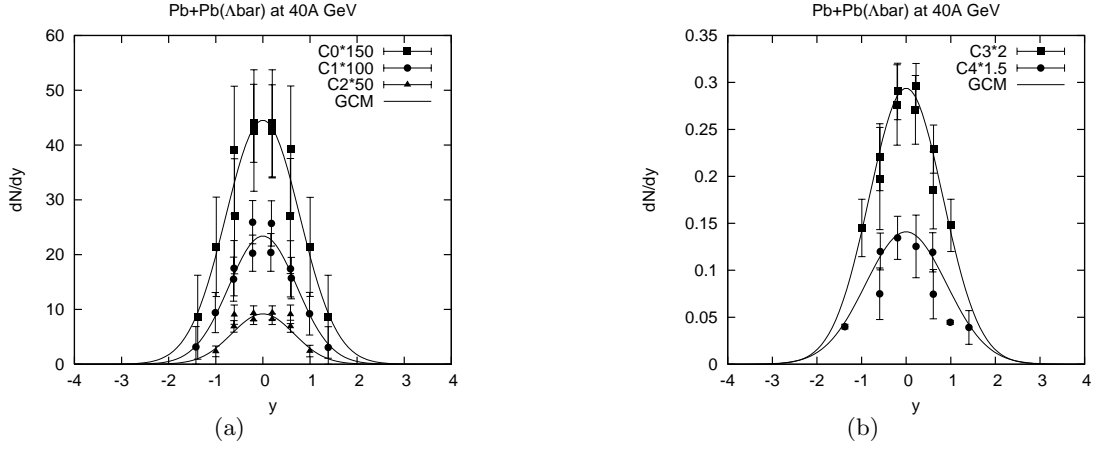 Pb+Pb(Λbar) at 40A GeV
60
50
40
30
20
10
0
dN/dy
C0*150
C1*100
C2*50
GCM
-4 -3 -2 -1 0 1 2 3 4
y
(a)
Pb+Pb(Λbar) at 40A GeV
0.35
0.3
0.25
0.2
0.15
0.1
0.05
0
dN/dy
C3*2
C4*1.5
GCM
-4 -3 -2 -1 0 1 2 3 4
y
(b)